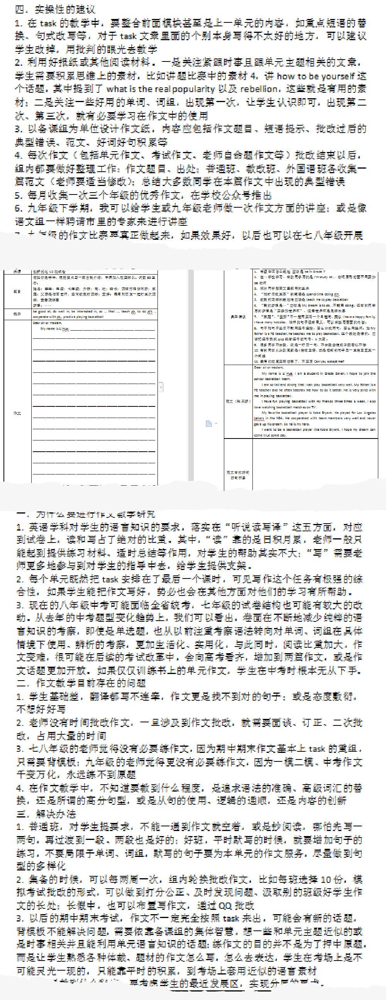 四．实操性的建议
1. 在 task 的教学中，要整合前面模块甚至是上一单元的内容，如重点短语的替
换、句式改写等，对于 task 文章里面的个别本身写得不太好的地方，可以建议
学生改掉，用批判的眼光去教学
2. 利用好报纸或其他阅读材料。一是关注紧跟时事且跟单元主题相关的文章，
学生需要积累思维上的素材，比如讲题比赛中的素材 4，讲 how to be yourself 这
个话题，其中提到了 what is the real popularity 以及 rebellion，这些就是有用的素
材；二是关注一些好用的单词、词组，出现第一次，让学生认识即可，出现第二
次、第三次，就有必要学习在作文中的使用
3. 以备课组为单位设计作文纸，内容应包括作文题目、短语提示、批改过后的
典型错误、范文、好词好句积累等
4. 每次作文（包括单元作文、考试作文、老师自命题作文等）批改结束以后，
组内都要做好整理工作：作文题目、出处；普通班、教改班、外国语班各收集一
篇范文（老师要适当修改）；总结大多数同学在本篇作文中出现的典型错误
5. 每月收集一次三个年级的优秀作文，在学校公众号推出
6. 九年级下学期，我可以给学生或九年级老师做一次作文方面的讲座；或是像
语文组一样聘请市里的专家来进行讲座
7. 九年级的作文比赛要真正做起来，如果效果好，以后也可以在七八年级开展
来源
创新优化 U2 测试卷
题目
假如你是李华，根据要点写一篇自我介绍，申请加入校篮球队。词数 60 左
右。
姓名：李华；年级：七年级；外貌：高、壮；特长：篮球打得非常好；家
庭：父亲是体育老师，经常教我打篮球；爱好：每周和朋友一起打三次篮
球，爱看篮球赛
梦想：……
提示
be good at, do well in, be interested in, so ... that ..., teach sb. to do sth. ,
cooperate with sb, practice playing basketball
作文
Dear sir or madam,
My name is Li Hua.
典型错误
1. 年级有误怎么表达 应该是 be in Grade 7
2. 在…学校学习，有的同学写的是 I'm study at... 动词原形前面不需要加
be 动词
3. 部分同学整篇文章都用的三单
4. “花时间做某事”的短语是 spend time doing sth.
5. 教我打篮球的表达法应该是 teach me to play basketball
6. “我的梦想是…”应该是 My dream is to do.. 不能用 doing；还有的同学
写的梦想是“要参加世界杯”，注意世界杯是足球比赛
7. “家庭”、“爱好”不一定需要写一个总起句，类似 I have a happy family.
I have many hobbies. 这样的句子没有意义，可以直接写后面的内容。
8. 句子和句子之间不能用逗号连接，要么分成两句，要么用连词。如 My
father is a PE teacher, he teaches me to play basketball. 这个表达是错的，应
该把逗号换成 and 或者逗号改句号，h 大写。
9. 很多同学不分段，或是一行写一句，不分段会造成字数看似不够
10. 有的同学从头到尾都是 I 在做主语，或是相邻的句子里一直在重复某一
个词组
11. 最后的结尾要简洁明了，不要写 Can you accept me?
范文（张天骄）
Dear sir or madam,
My name is Li Hua. I am a student in Grade Seven. I hope to join the
school basketball team.
I am so tall and strong that I can play basketball very well. My father is a
PE teacher and he often teaches me how to do it better. He is very strict with
me in playing basketball.
I have fun playing basketball with my friends three times a week. I also
love watching basketball matches on TV.
My favorite basketball player is Kobe Bryant. He played for Los Angeles
Lakers in the NBA. He cooperated with team members very well and never
gave up his dream. So he is my hero.
I want to be a basketball player like Kobe Bryant. I hope my dream can
come true some day.
范文中的好词
好句积累
一．为什么要进行作文教学研究
1. 英语学科对学生的语言知识的要求，落实在“听说读写译”这五方面，对应
到试卷上，读和写占了绝对的比重。其中，“读”靠的是日积月累，老师一般只
能起到提供练习材料、适时总结等作用，对学生的帮助其实不大；“写”需要老
师更多地参与到对学生的指导中去，给学生提供支架。
2. 每个单元既然把 task 安排在了最后一个课时，可见写作这个任务有极强的综
合性，如果学生能把作文写好，势必也会在其他方面对他们的学习有所帮助。
3. 现在的八年级中考可能面临全省统考，七年级的试卷结构也可能有较大的改
动。从去年的中考题型变化趋势上，我们可以看出，卷面在不断地减少纯粹的语
言知识的考察，即使是单选题，也从以前注重考察语法转向对单词、词组在具体
情境下使用、辨析的考察，更加生活化、实用化，与此同时，阅读比重加大，作
文变难，很可能在后续的考试改革中，会向高考看齐，增加到两篇作文，或是作
文话题更加开放。如果仅仅训练书上的单元作文，学生在中考时根本无从下手。
二．作文教学目前存在的问题
1. 学生基础差，翻译都写不连牵，作文更是找不到对的句子；或是态度敷衍，
不想好好写
2. 老师没有时间批改作文，一旦涉及到作文批改，就需要面谈、订正、二次批
改，占用大量的时间
3. 七八年级的老师觉得没有必要练作文，因为期中期末作文基本上 task 的重组，
只需要背模板；九年级的老师觉得更没有必要练作文，因为一模二模、中考作文
千变万化，永远练不到原题
4. 在作文教学中，不知道要教到什么程度，是追求语法的准确、高级词汇的替
换，还是所谓的高分句型，或是从句的使用、逻辑的通顺，还是内容的创新
三．解决办法
1. 普通班，对学生提要求，不能一遇到作文就空着，或是抄阅读，哪怕先写一
两句，再过渡到一段、两段也是好的；好班，平时默写的时候，就要增加句子的
练习，不要局限于单词、词组，默写的句子要为本单元的作文服务，尽量做到句
型的多样化
2. 集备的时候，可以每两周一次，组内轮换批改作文，比如每班选择 10 份，模
拟考试批改的形式，可以做到打分公正、及时发现问题、汲取别的班级好学生作
文的长处；长假中，也可以布置写作文，通过 QQ 批改
3. 以后的期中期末考试，作文不一定完全按照 task 来出，可能会有新的话题，
背模板不能解决问题，需要依靠备课组的集体智慧，想一些和单元主题近似的或
是时事相关并且能利用单元语言知识的话题；练作文的目的并不是为了押中原题，
而是让学生熟悉各种体裁、题材的作文怎么写，怎么去表达，学生在考场上是不
可能灵光一现的，只能靠平时的积累，到考场上套用近似的语言素材
要考虑学生的最近发展区，实现分层的要求。